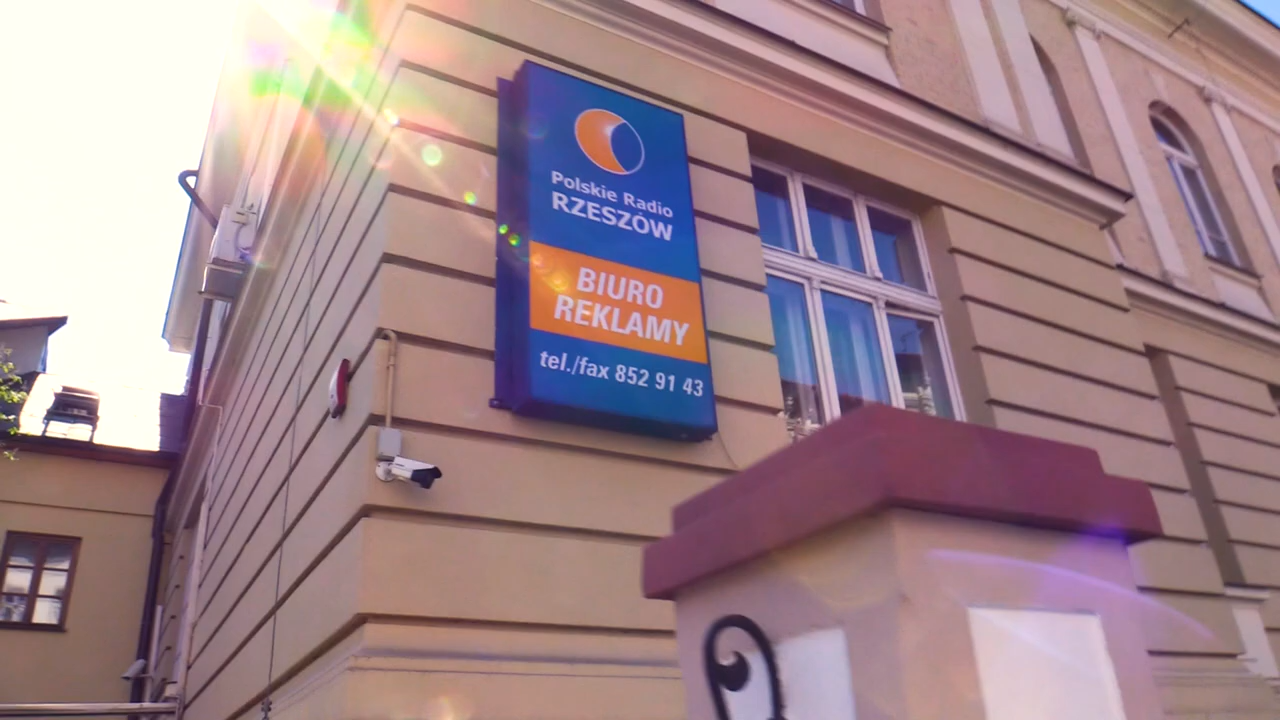 Polskie Radio
RZESZÓW
BIURO
REKLAMY
tel./fax 852 91 43